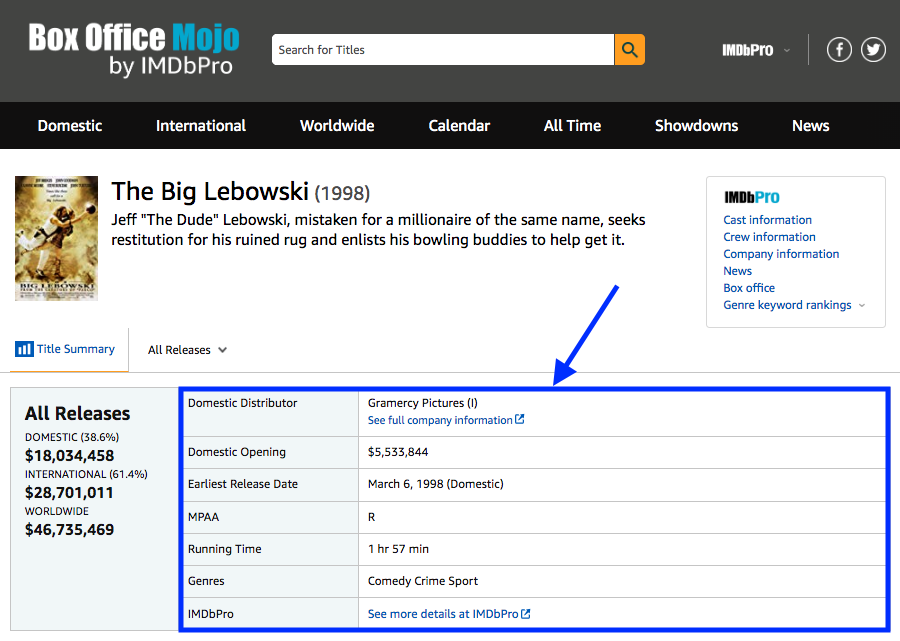 Box Office Mojo
by IMDbPro
Search for Titles
IMDbPro
Domestic International Worldwide Calendar All Time Showdowns News
The Big Lebowski (1998)
Jeff "The Dude" Lebowski, mistaken for a millionaire of the same name, seeks
restitution for his ruined rug and enlists his bowling buddies to help get it.
BIG LEBOWSKI
IMDbPro
Cast information
Crew information
Company information
News
Box office
Genre keyword rankings
Title Summary
All Releases
All Releases
DOMESTIC (38.6%)
$18,034,458
INTERNATIONAL (61.4%)
$28,701,011
WORLDWIDE
$46,735,469
Domestic Distributor Gramercy Pictures (I)
See full company information
Domestic Opening $5,533,844
Earliest Release Date March 6, 1998 (Domestic)
MPAA R
Running Time 1 hr 57 min
Genres Comedy Crime Sport
IMDbPro See more details at IMDbPro